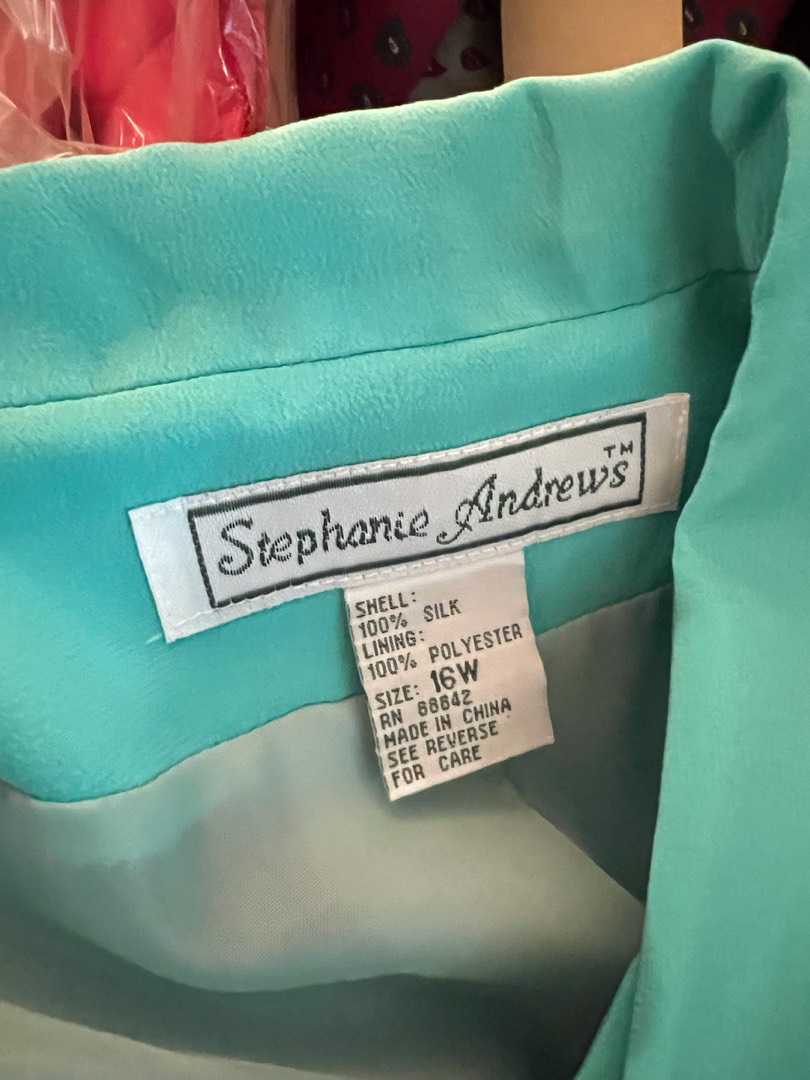 Stephanie Andrews™
SHELL:
100% SILK
LINING:
100% POLYESTER
SIZE: 16W
RN 68642
MADE IN CHINA
SEE REVERSE
FOR CARE